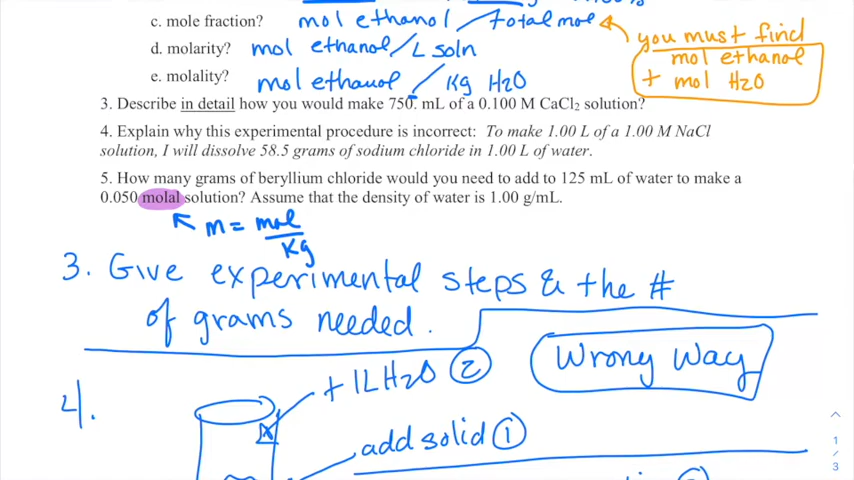 c. mole fraction? mol ethanol / total mol
you must find
d. molarity? mol ethanol / L soln
mol ethanol
+ mol H2O
e. molality? mol ethanol / Kg H2O
3. Describe in detail how you would make 750. mL of a 0.100 M CaCl₂ solution?
4. Explain why this experimental procedure is incorrect: To make 1.00 L of a 1.00 M NaCl
solution, I will dissolve 58.5 grams of sodium chloride in 1.00 L of water.
5. How many grams of beryllium chloride would you need to add to 125 mL of water to make a
0.050 molal solution? Assume that the density of water is 1.00 g/mL.
m = mol
Kg
3. Give experimental steps & the #
of grams needed.
Wrong Way
+ 1L H2O 2
4.
add solid 1
1
/
3